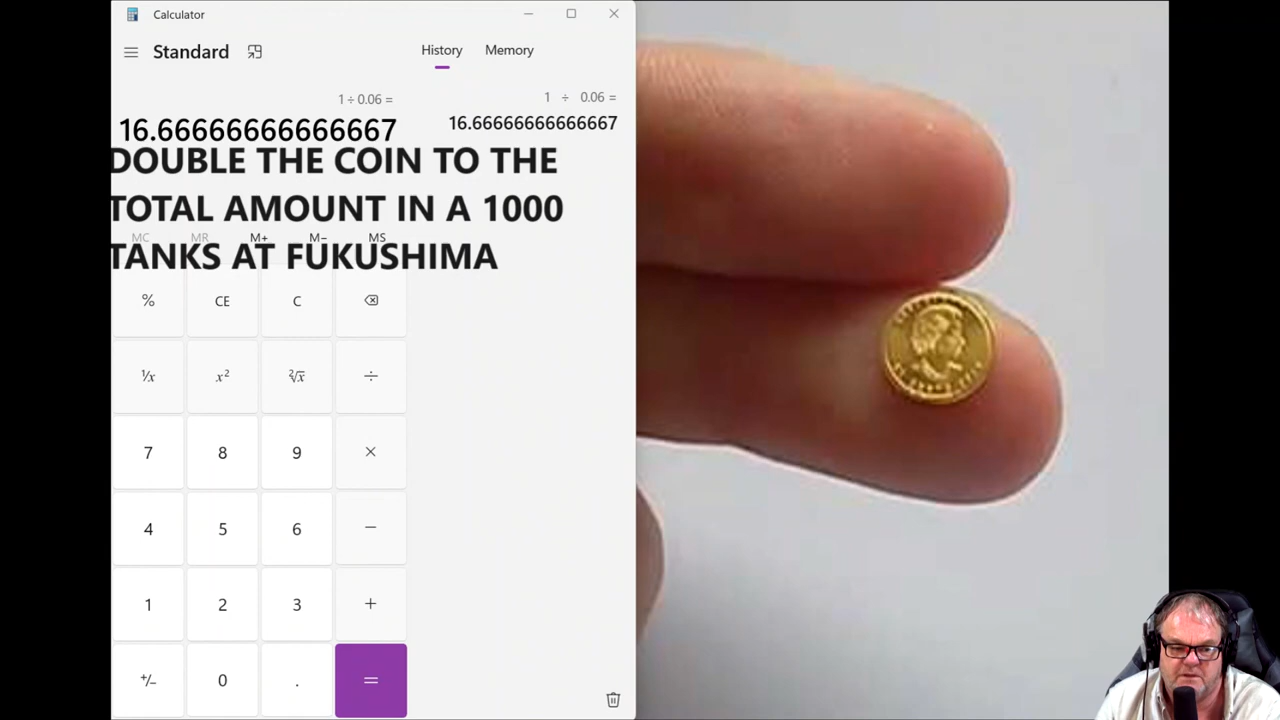 Calculator
Standard
History
Memory
1 ÷ 0.06 =
16.66666666666667
1 ÷ 0.06 =
16.66666666666667
DOUBLE THE COIN TO THE
TOTAL AMOUNT IN A 1000
TANKS AT FUKUSHIMA
MC MR M+ M− MS
% CE C
¹/x x² ²√x ÷
7 8 9 ×
4 5 6 −
1 2 3 +
+/− 0 . =